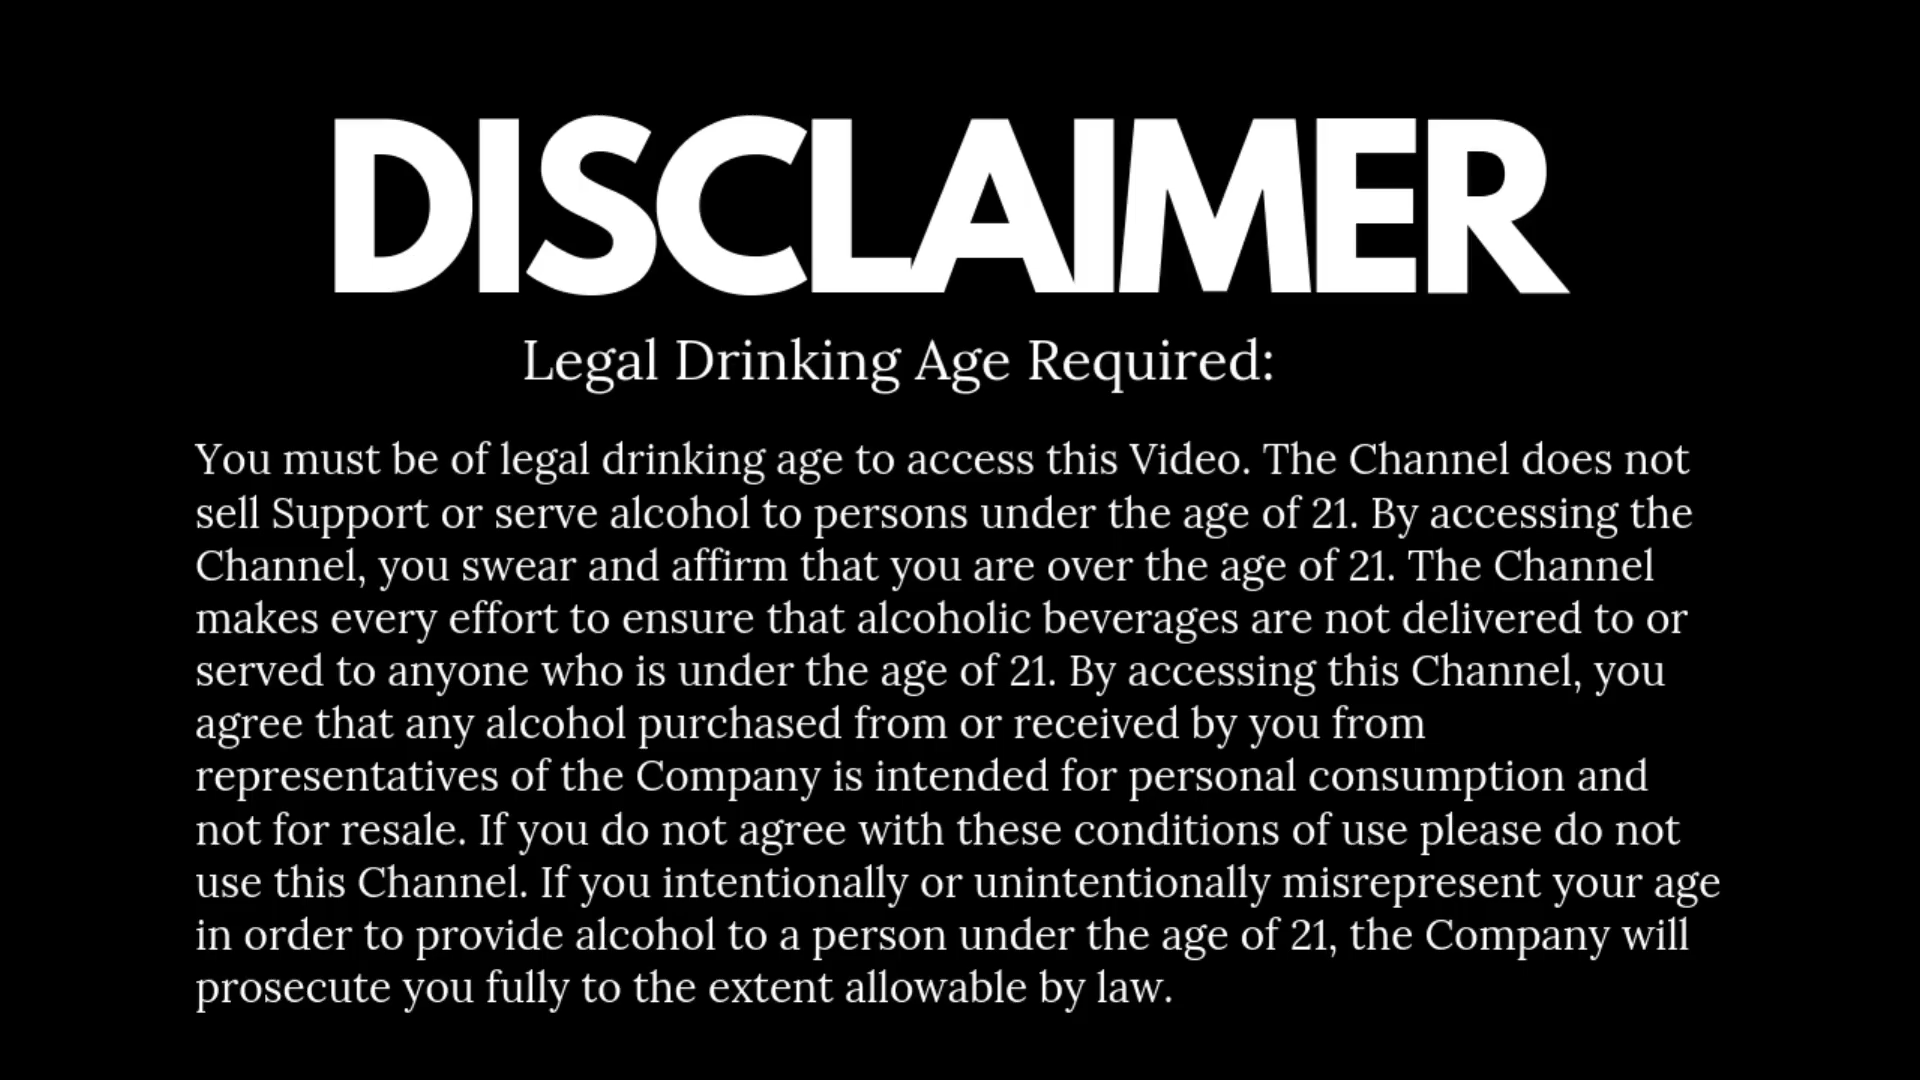 DISCLAIMER
Legal Drinking Age Required:
You must be of legal drinking age to access this Video. The Channel does not
sell Support or serve alcohol to persons under the age of 21. By accessing the
Channel, you swear and affirm that you are over the age of 21. The Channel
makes every effort to ensure that alcoholic beverages are not delivered to or
served to anyone who is under the age of 21. By accessing this Channel, you
agree that any alcohol purchased from or received by you from
representatives of the Company is intended for personal consumption and
not for resale. If you do not agree with these conditions of use please do not
use this Channel. If you intentionally or unintentionally misrepresent your age
in order to provide alcohol to a person under the age of 21, the Company will
prosecute you fully to the extent allowable by law.